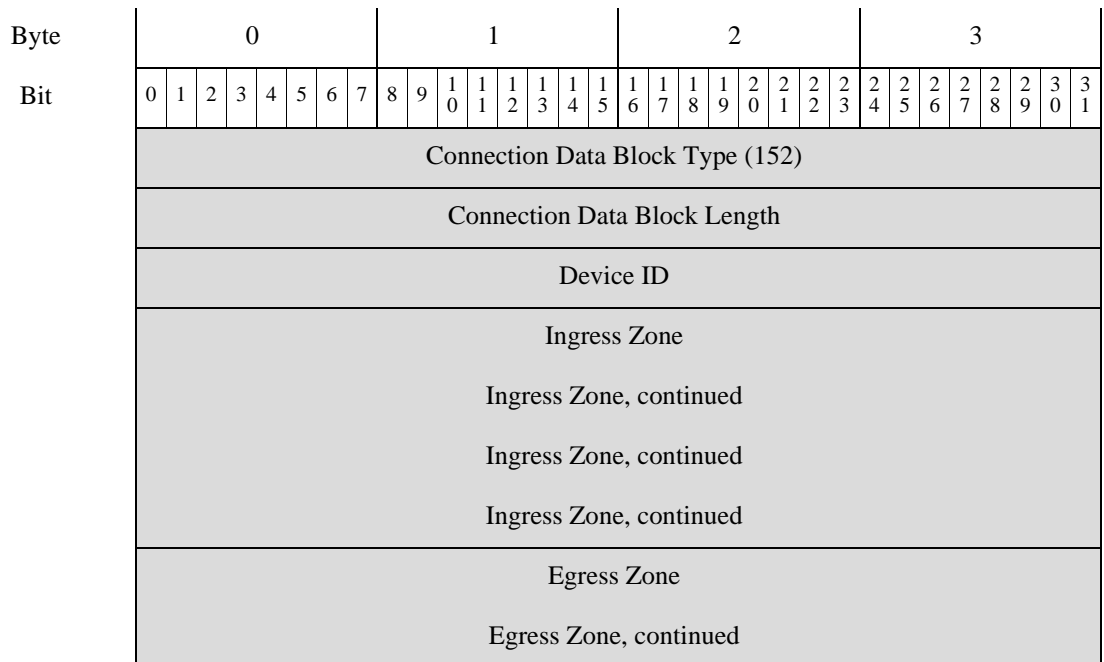 Byte 0 1 2 3
Bit 0 1 2 3 4 5 6 7 8 9 10 11 12 13 14 15 16 17 18 19 20 21 22 23 24 25 26 27 28 29 30 31
Connection Data Block Type (152)
Connection Data Block Length
Device ID
Ingress Zone
Ingress Zone, continued
Ingress Zone, continued
Ingress Zone, continued
Egress Zone
Egress Zone, continued